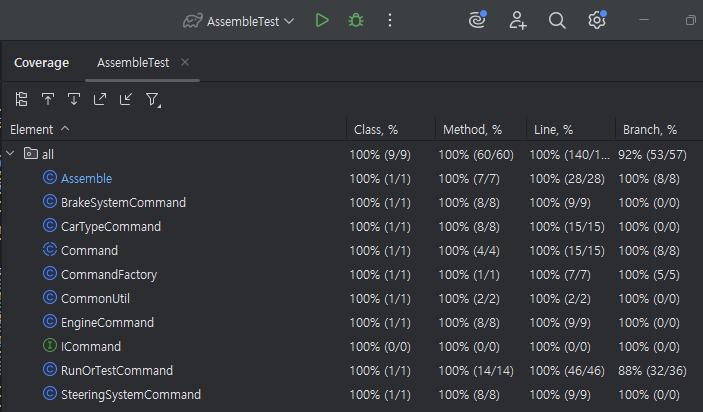 AssembleTest
Coverage AssembleTest
Element Class, % Method, % Line, % Branch, %
all 100% (9/9) 100% (60/60) 100% (140/1... 92% (53/57)
Assemble 100% (1/1) 100% (7/7) 100% (28/28) 100% (8/8)
BrakeSystemCommand 100% (1/1) 100% (8/8) 100% (9/9) 100% (0/0)
CarTypeCommand 100% (1/1) 100% (8/8) 100% (15/15) 100% (0/0)
Command 100% (1/1) 100% (4/4) 100% (15/15) 100% (8/8)
CommandFactory 100% (1/1) 100% (1/1) 100% (7/7) 100% (5/5)
CommonUtil 100% (1/1) 100% (2/2) 100% (2/2) 100% (0/0)
EngineCommand 100% (1/1) 100% (8/8) 100% (9/9) 100% (0/0)
ICommand 100% (0/0) 100% (0/0) 100% (0/0) 100% (0/0)
RunOrTestCommand 100% (1/1) 100% (14/14) 100% (46/46) 88% (32/36)
SteeringSystemCommand 100% (1/1) 100% (8/8) 100% (9/9) 100% (0/0)